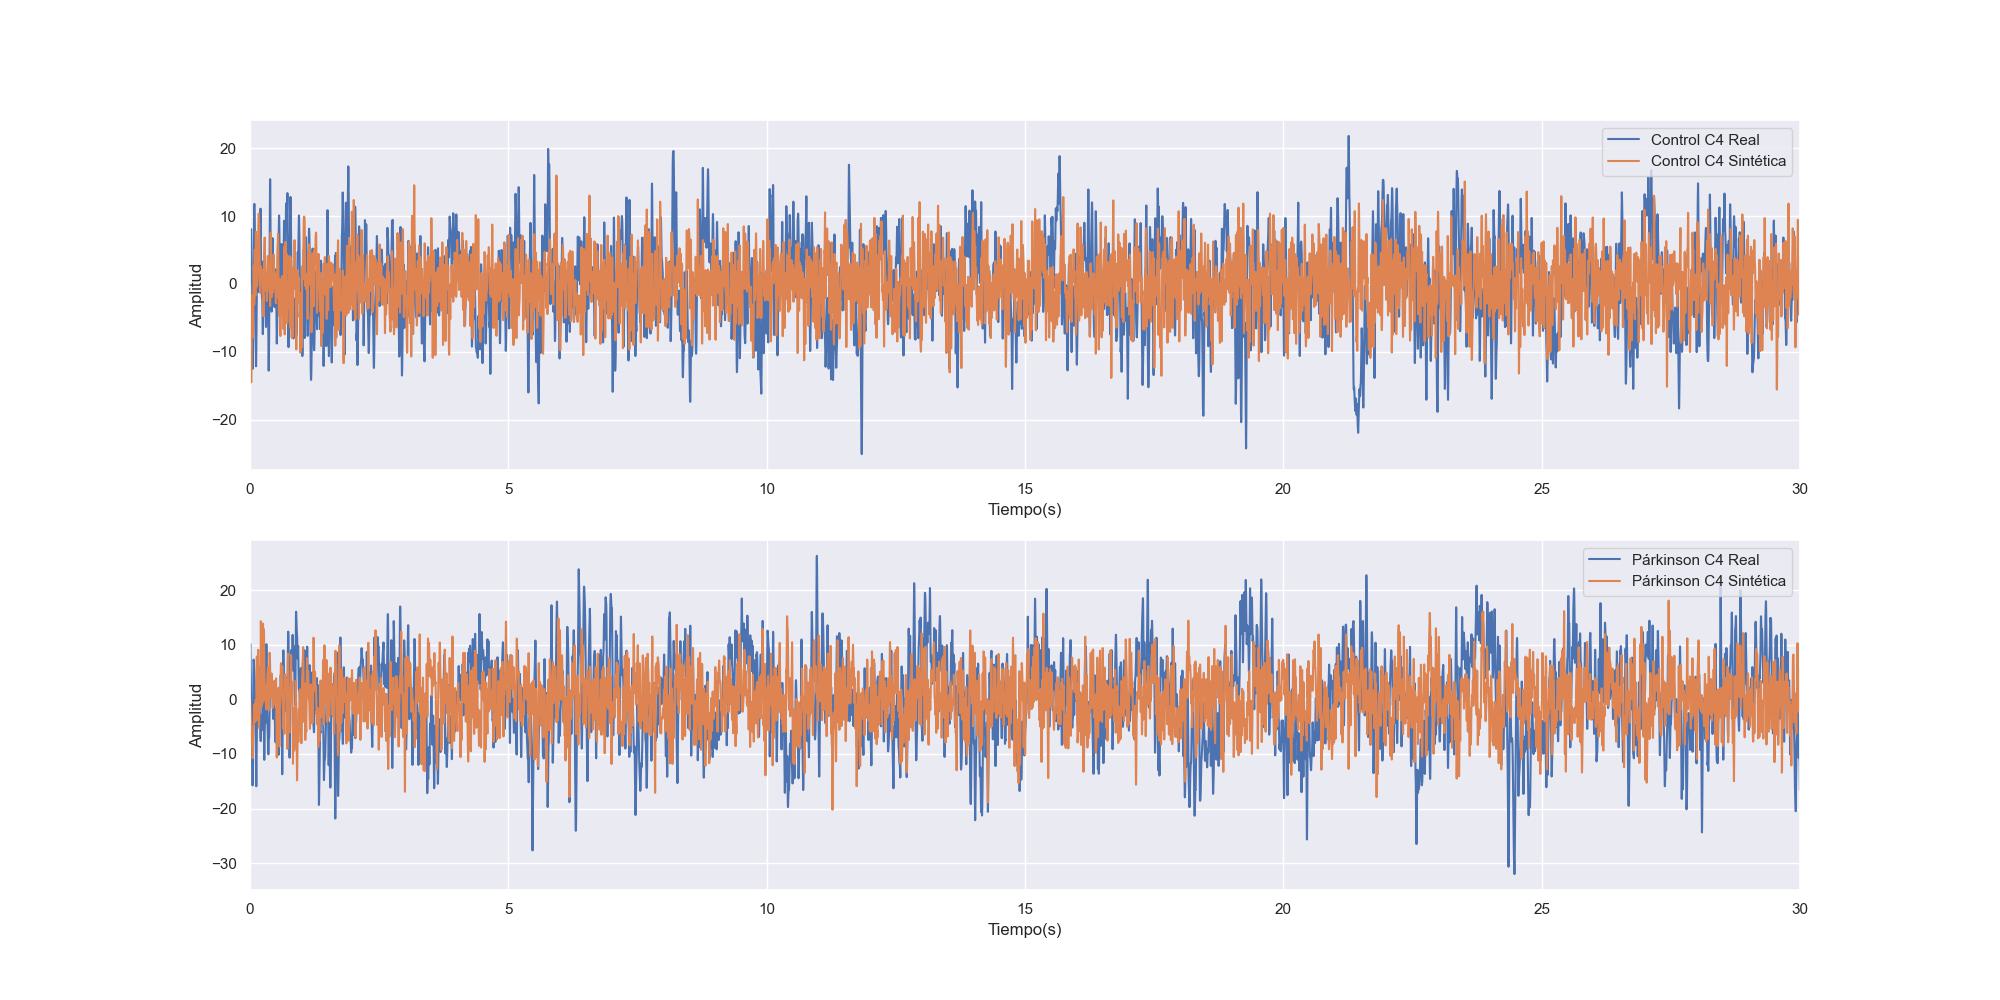 Control C4 Real
Control C4 Sintética
20
10
0
−10
−20
Amplitud
0 5 10 15 20 25 30
Tiempo(s)
Párkinson C4 Real
Párkinson C4 Sintética
20
10
0
−10
−20
−30
Amplitud
0 5 10 15 20 25 30
Tiempo(s)